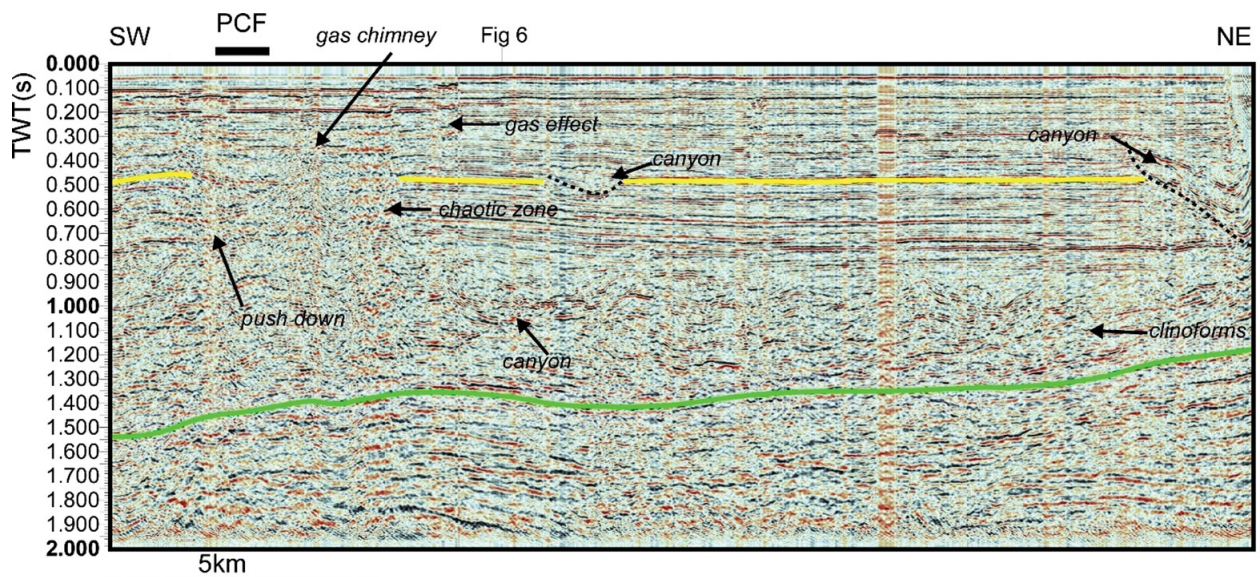 SW
PCF
gas chimney
Fig 6
NE
TWT(s)
0.000
0.100
0.200
0.300
0.400
0.500
0.600
0.700
0.800
0.900
1.000
1.100
1.200
1.300
1.400
1.500
1.600
1.700
1.800
1.900
2.000
gas effect
canyon
canyon
chaotic zone
push down
canyon
clinoforms
5km